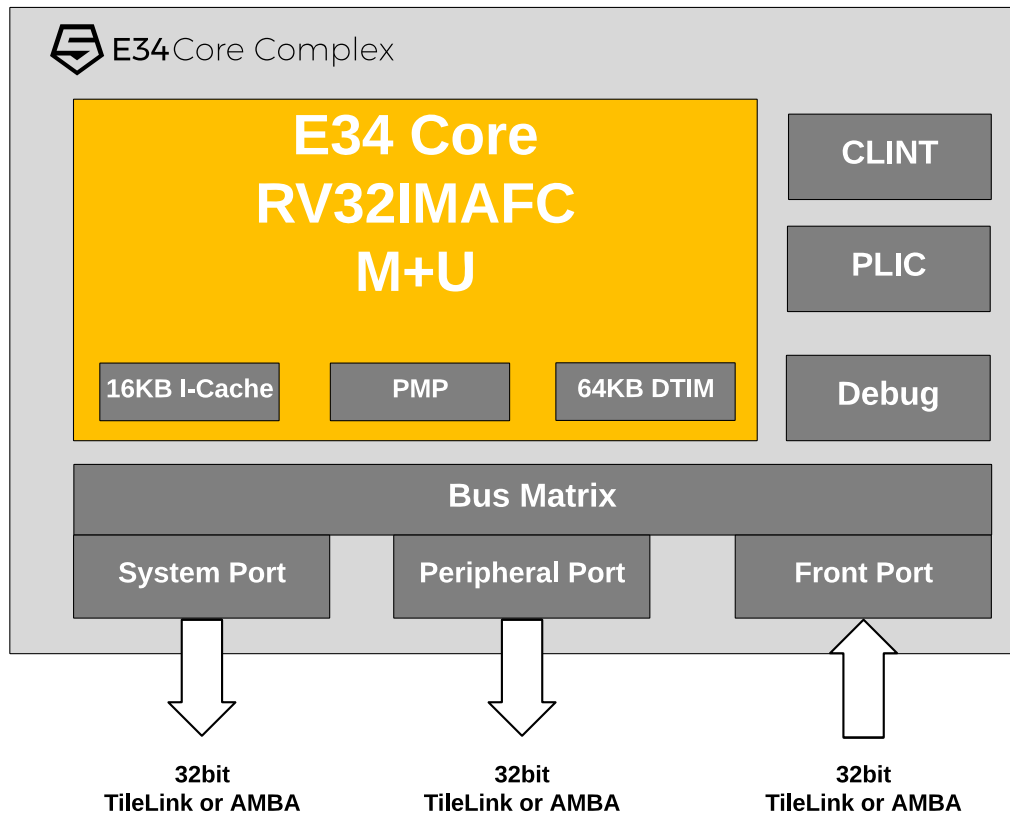 E34 Core Complex
E34 Core
RV32IMAFC
M+U
16KB I-Cache
PMP
64KB DTIM
CLINT
PLIC
Debug
Bus Matrix
System Port
Peripheral Port
Front Port
32bit
TileLink or AMBA
32bit
TileLink or AMBA
32bit
TileLink or AMBA